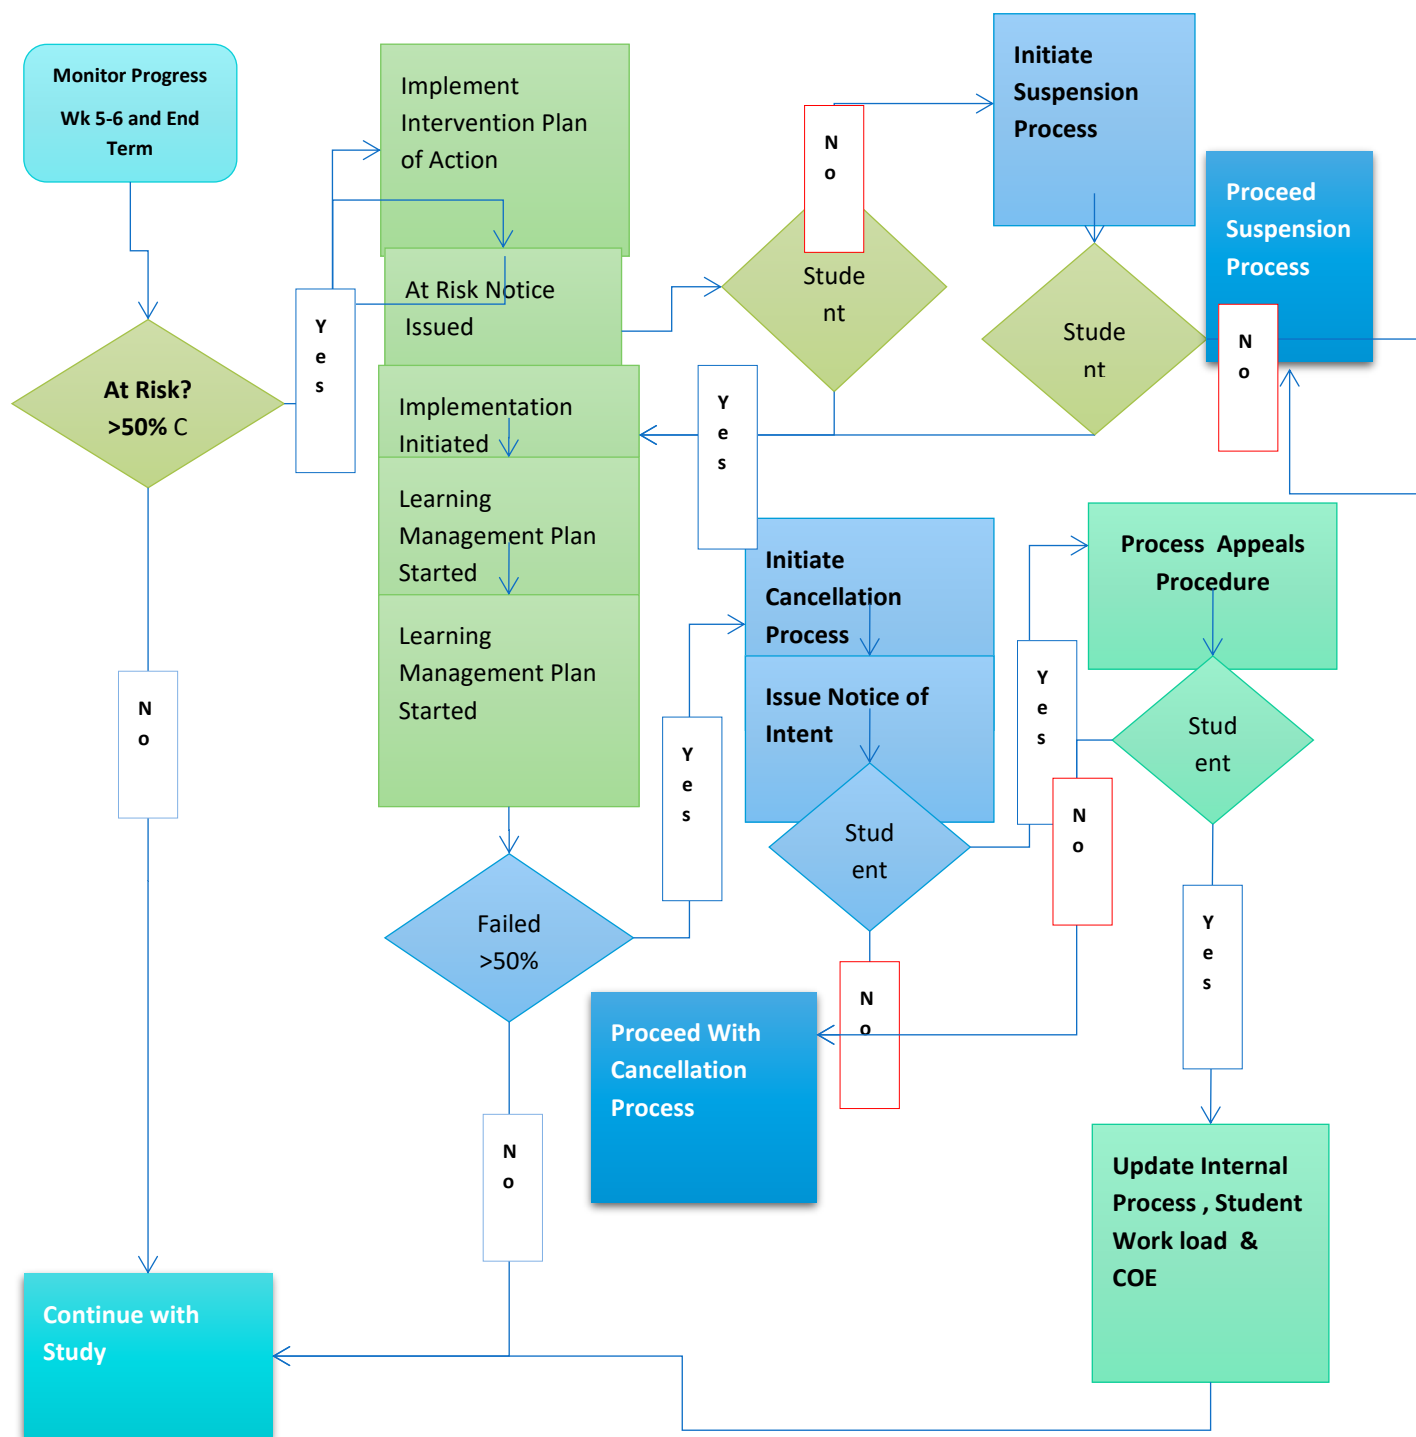 Monitor Progress
Wk 5-6 and End
Term
Implement
Intervention Plan
of Action
Initiate
Suspension
Process
N
o
Proceed
Suspension
Process
Stude
nt
At Risk Notice
Issued
Y
e
s
Stude
nt
N
o
At Risk?
>50% C
Implementation
Initiated
Y
e
s
Learning
Management Plan
Started
Initiate
Cancellation
Process
Process  Appeals
Procedure
Learning
Management Plan
Started
Y
e
s
Issue Notice of
Intent
Y
e
s
Stud
ent
N
o
Stud
ent
N
o
Failed
>50%
Y
e
s
N
o
Proceed With
Cancellation
Process
N
o
Update Internal
Process , Student
Work load  &
COE
Continue with
Study